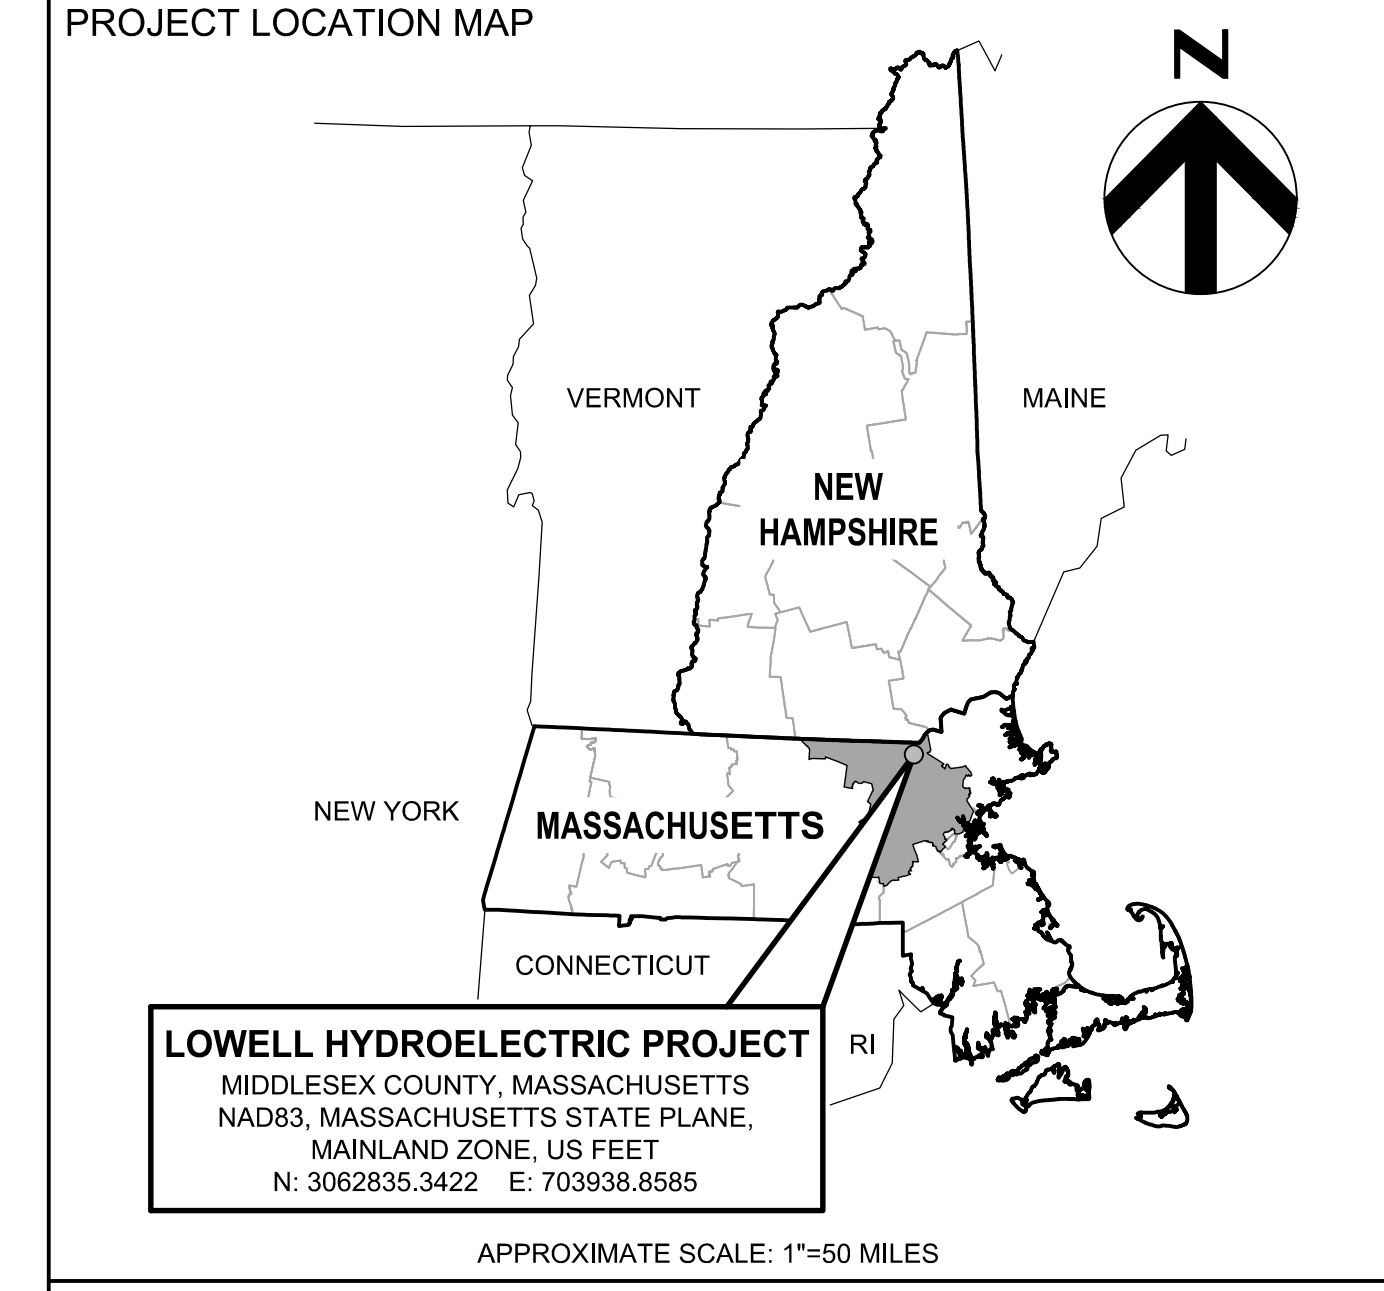 PROJECT LOCATION MAP
N
VERMONT
MAINE
NEW
HAMPSHIRE
NEW YORK
MASSACHUSETTS
CONNECTICUT
RI
LOWELL HYDROELECTRIC PROJECT
MIDDLESEX COUNTY, MASSACHUSETTS
NAD83, MASSACHUSETTS STATE PLANE,
MAINLAND ZONE, US FEET
N: 3062835.3422 E: 703938.8585
APPROXIMATE SCALE: 1"=50 MILES